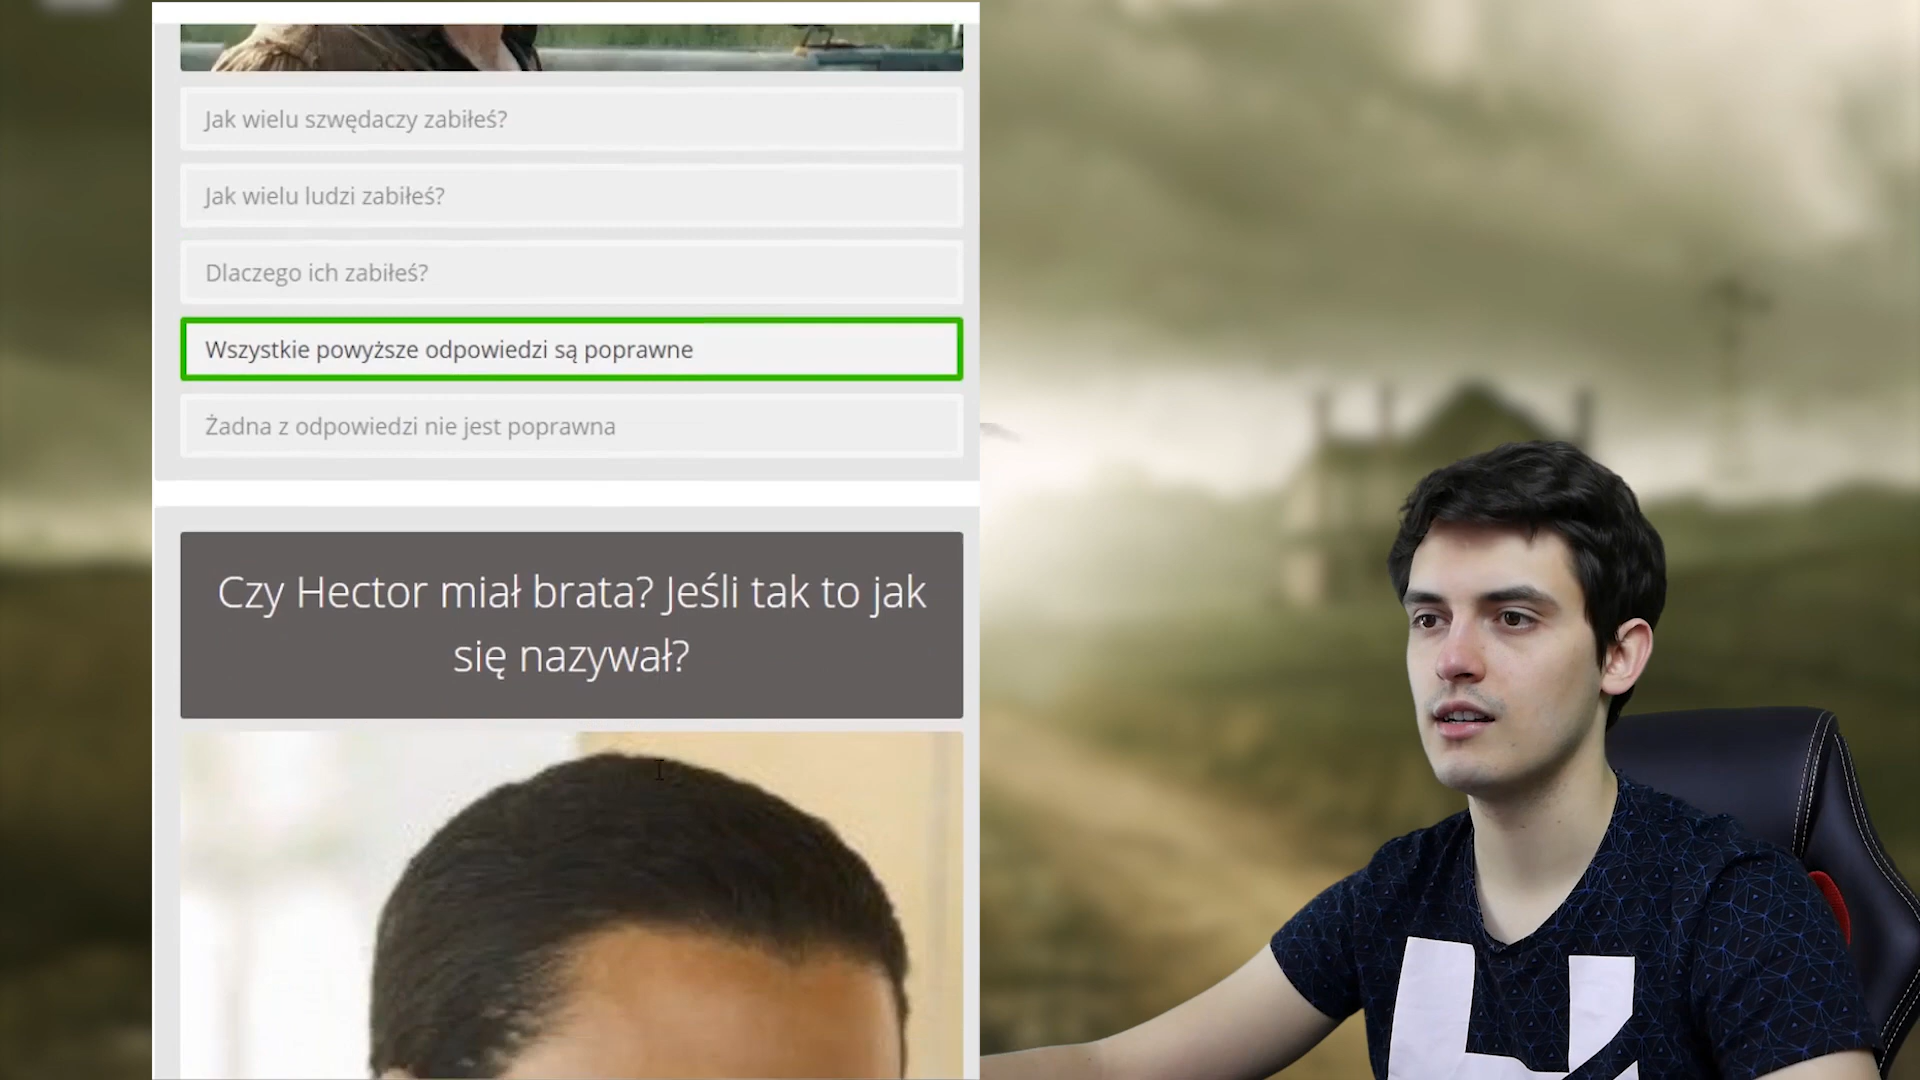 Jak wielu szwędaczy zabiłeś?
Jak wielu ludzi zabiłeś?
Dlaczego ich zabiłeś?
Wszystkie powyższe odpowiedzi są poprawne
Żadna z odpowiedzi nie jest poprawna
Czy Hector miał brata? Jeśli tak to jak
się nazywał?